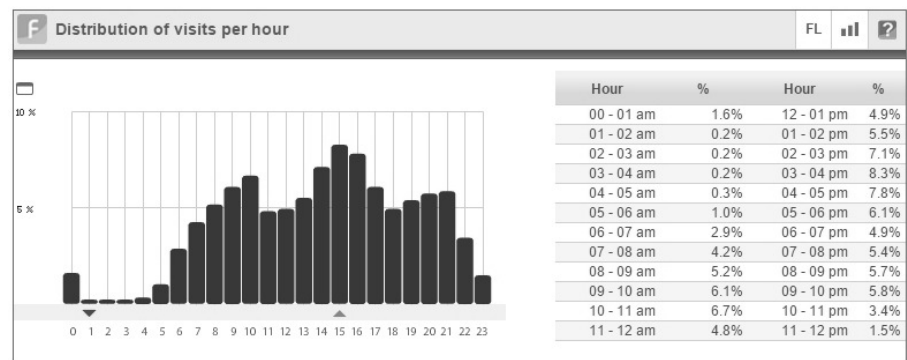 F Distribution of visits per hour FL ?
10 %
5 %
0 1 2 3 4 5 6 7 8 9 10 11 12 13 14 15 16 17 18 19 20 21 22 23
Hour % Hour %
00 - 01 am 1.6% 12 - 01 pm 4.9%
01 - 02 am 0.2% 01 - 02 pm 5.5%
02 - 03 am 0.2% 02 - 03 pm 7.1%
03 - 04 am 0.2% 03 - 04 pm 8.3%
04 - 05 am 0.3% 04 - 05 pm 7.8%
05 - 06 am 1.0% 05 - 06 pm 6.1%
06 - 07 am 2.9% 06 - 07 pm 4.9%
07 - 08 am 4.2% 07 - 08 pm 5.4%
08 - 09 am 5.2% 08 - 09 pm 5.7%
09 - 10 am 6.1% 09 - 10 pm 5.8%
10 - 11 am 6.7% 10 - 11 pm 3.4%
11 - 12 am 4.8% 11 - 12 pm 1.5%